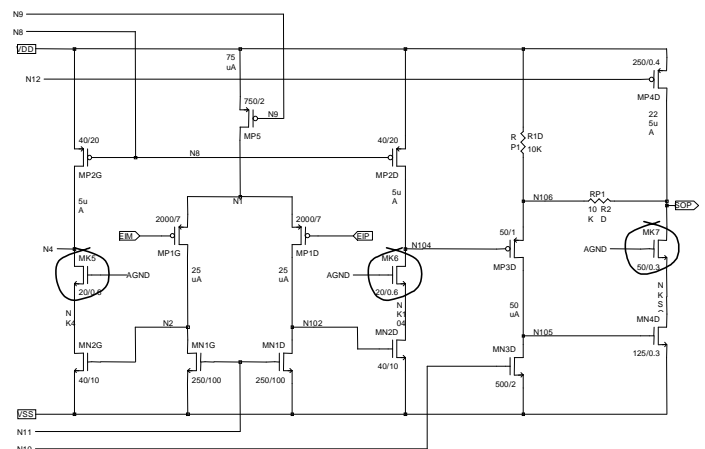 N9
N8
VDD
75
uA
250/0.4
N12
MP4D
750/2
N9
MP5
22
5u
A
40/20
N8
40/20
R
P1
R1D
10K
MP2G
MP2D
5u
A
N1
5u
A
N106
RP1
10
K
R2
D
SOP
2000/7
2000/7
EIM
EIP
MP1G
MP1D
N4
MK5
AGND
20/0.6
25
uA
25
uA
N104
MK6
AGND
20/0.6
50/1
MP3D
MK7
AGND
50/0.3
N
K4
N
K1
04
50
uA
N
K5
N2
N102
N105
MN2G
40/10
MN1G
250/100
MN1D
250/100
MN2D
40/10
MN3D
500/2
MN4D
125/0.3
VSS
N11
N10